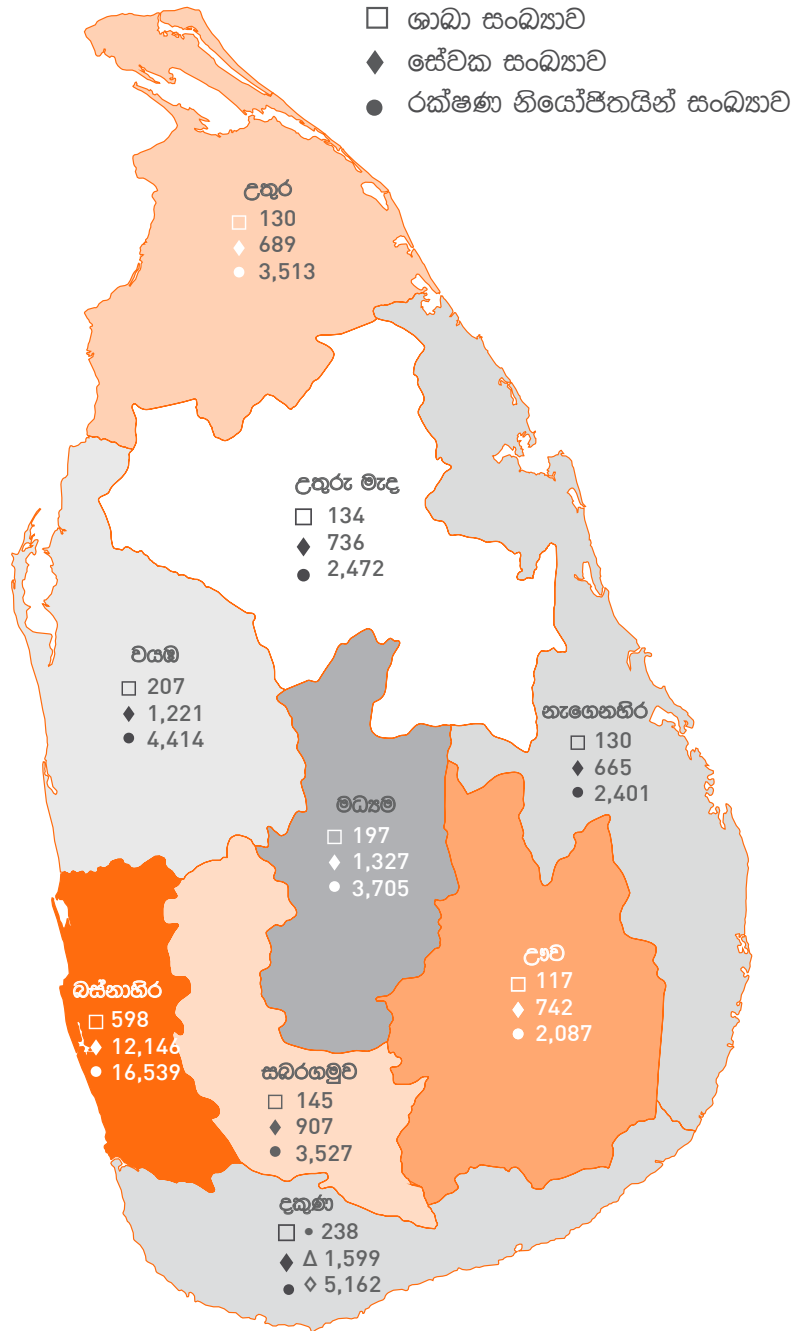 □ ශාඛා සංඛ්‍යාව
◆ සේවක සංඛ්‍යාව
● රක්ෂණ නියෝජිතයින් සංඛ්‍යාව
උතුර
□ 130
◆ 689
● 3,513
උතුරු මැද
□ 134
◆ 736
● 2,472
වයඹ
□ 207
◆ 1,221
● 4,414
නැගෙනහිර
□ 130
◆ 665
● 2,401
මධ්‍යම
□ 197
◆ 1,327
● 3,705
ඌව
□ 117
◆ 742
● 2,087
බස්නාහිර
□ 598
◆ 12,146
● 16,539
සබරගමුව
□ 145
◆ 907
● 3,527
දකුණ
□ • 238
◆ Δ 1,599
● ◊ 5,162